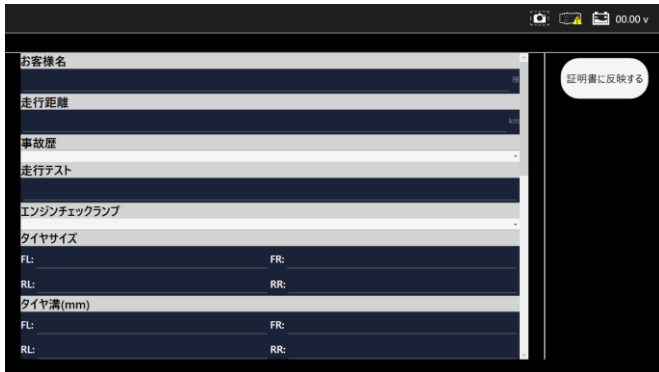 00.00 v
お客様名
様
証明書に反映する
走行距離
km
事故歴
走行テスト
エンジンチェックランプ
タイヤサイズ
FL: FR:
RL: RR:
タイヤ溝(mm)
FL: FR:
RL: RR: